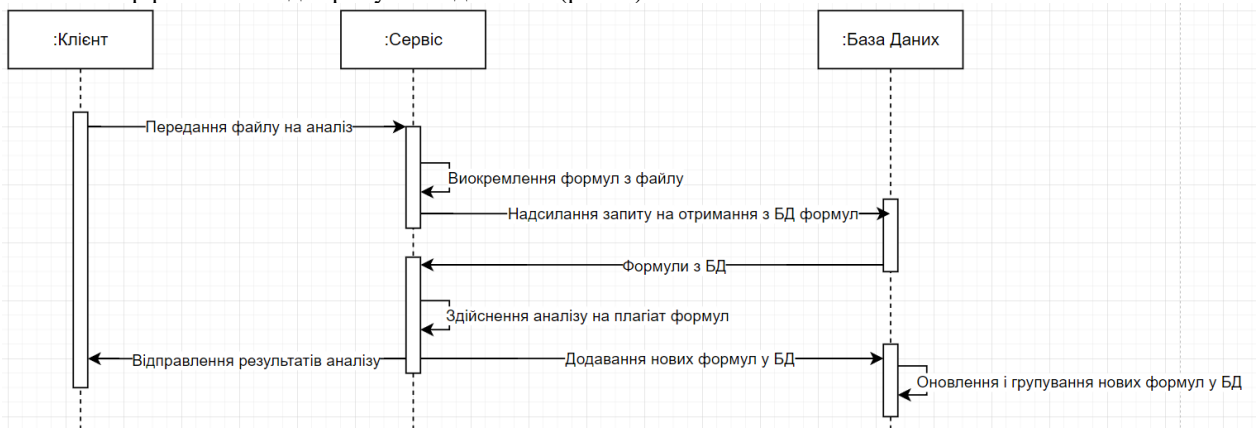 :Клієнт
:Сервіс
:База Даних
Передання файлу на аналіз
Виокремлення формул з файлу
Надсилання запиту на отримання з БД формул
Формули з БД
Здійснення аналізу на плагіат формул
Відправлення результатів аналізу
Додавання нових формул у БД
Оновлення і групування нових формул у БД